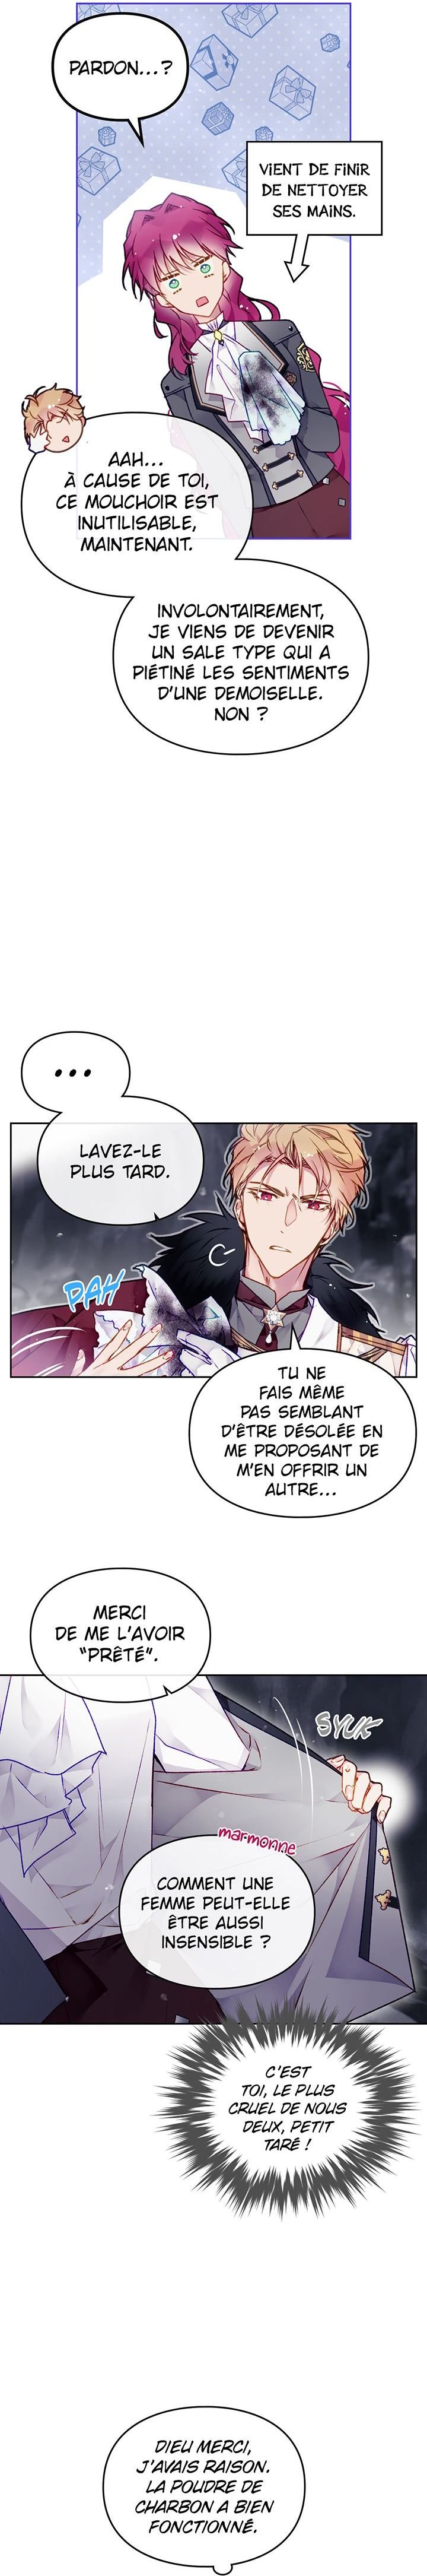 PARDON...?
VIENT DE FINIR
DE NETTOYER
SES MAINS.
AAH...
À CAUSE DE TOI,
CE MOUCHOIR EST
INUTILISABLE,
MAINTENANT.
INVOLONTAIREMENT,
JE VIENS DE DEVENIR
UN SALE TYPE QUI A
PIÉTINÉ LES SENTIMENTS
D'UNE DEMOISELLE.
NON ?
...
LAVEZ-LE
PLUS TARD.
PAH
TU NE
FAIS MÊME
PAS SEMBLANT
D'ÊTRE DÉSOLÉE EN
ME PROPOSANT DE
M'EN OFFRIR UN
AUTRE...
MERCI
DE ME L'AVOIR
"PRÊTÉ".
SYUK
marmonne
COMMENT UNE
FEMME PEUT-ELLE
ÊTRE AUSSI
INSENSIBLE ?
C'EST
TOI, LE PLUS
CRUEL DE NOUS
DEUX, PETIT
TARÉ !
DIEU MERCI,
J'AVAIS RAISON.
LA POUDRE DE
CHARBON A BIEN
FONCTIONNÉ.